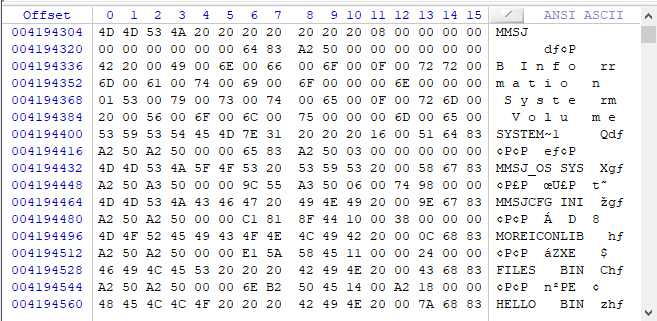 Offset 0 1 2 3 4 5 6 7 8 9 10 11 12 13 14 15 ANSI ASCII
004194304 4D 4D 53 4A 20 20 20 20 20 20 20 08 00 00 00 00 MMSJ
004194320 00 00 00 00 00 00 64 83 A2 50 00 00 00 00 00 00 dƒ¢P
004194336 42 20 00 49 00 6E 00 66 00 6F 00 0F 00 72 72 00 B I n f o r r
004194352 6D 00 61 00 74 00 69 00 6F 00 00 00 6E 00 00 00 m a t i o n
004194368 01 53 00 79 00 73 00 74 00 65 00 0F 00 72 6D 00 S y s t e r m
004194384 20 00 56 00 6F 00 6C 00 75 00 00 00 6D 00 65 00 V o l u m e
004194400 53 59 53 54 45 4D 7E 31 20 20 20 16 00 51 64 83 SYSTEM~1 Qdƒ
004194416 A2 50 A2 50 00 00 65 83 A2 50 03 00 00 00 00 00 ¢P¢P eƒ¢P
004194432 4D 4D 53 4A 5F 4F 53 20 53 59 53 20 00 58 67 83 MMSJ_OS SYS Xgƒ
004194448 A2 50 A3 50 00 00 9C 55 A3 50 06 00 74 98 00 00 ¢P£P œU£P t˜
004194464 4D 4D 53 4A 43 46 47 20 49 4E 49 20 00 9E 67 83 MMSJCFG INI žgƒ
004194480 A2 50 A2 50 00 00 C1 81 8F 44 10 00 38 00 00 00 ¢P¢P Á D 8
004194496 4D 4F 52 45 49 43 4F 4E 4C 49 42 20 00 0C 68 83 MOREICONLIB hƒ
004194512 A2 50 A2 50 00 00 E1 5A 58 45 11 00 00 24 00 00 ¢P¢P áZXE $
004194528 46 49 4C 45 53 20 20 20 42 49 4E 20 00 43 68 83 FILES BIN Chƒ
004194544 A2 50 A2 50 00 00 6E B2 50 45 14 00 A2 18 00 00 ¢P¢P n²PE ¢
004194560 48 45 4C 4C 4F 20 20 20 42 49 4E 20 00 7A 68 83 HELLO BIN zhƒ